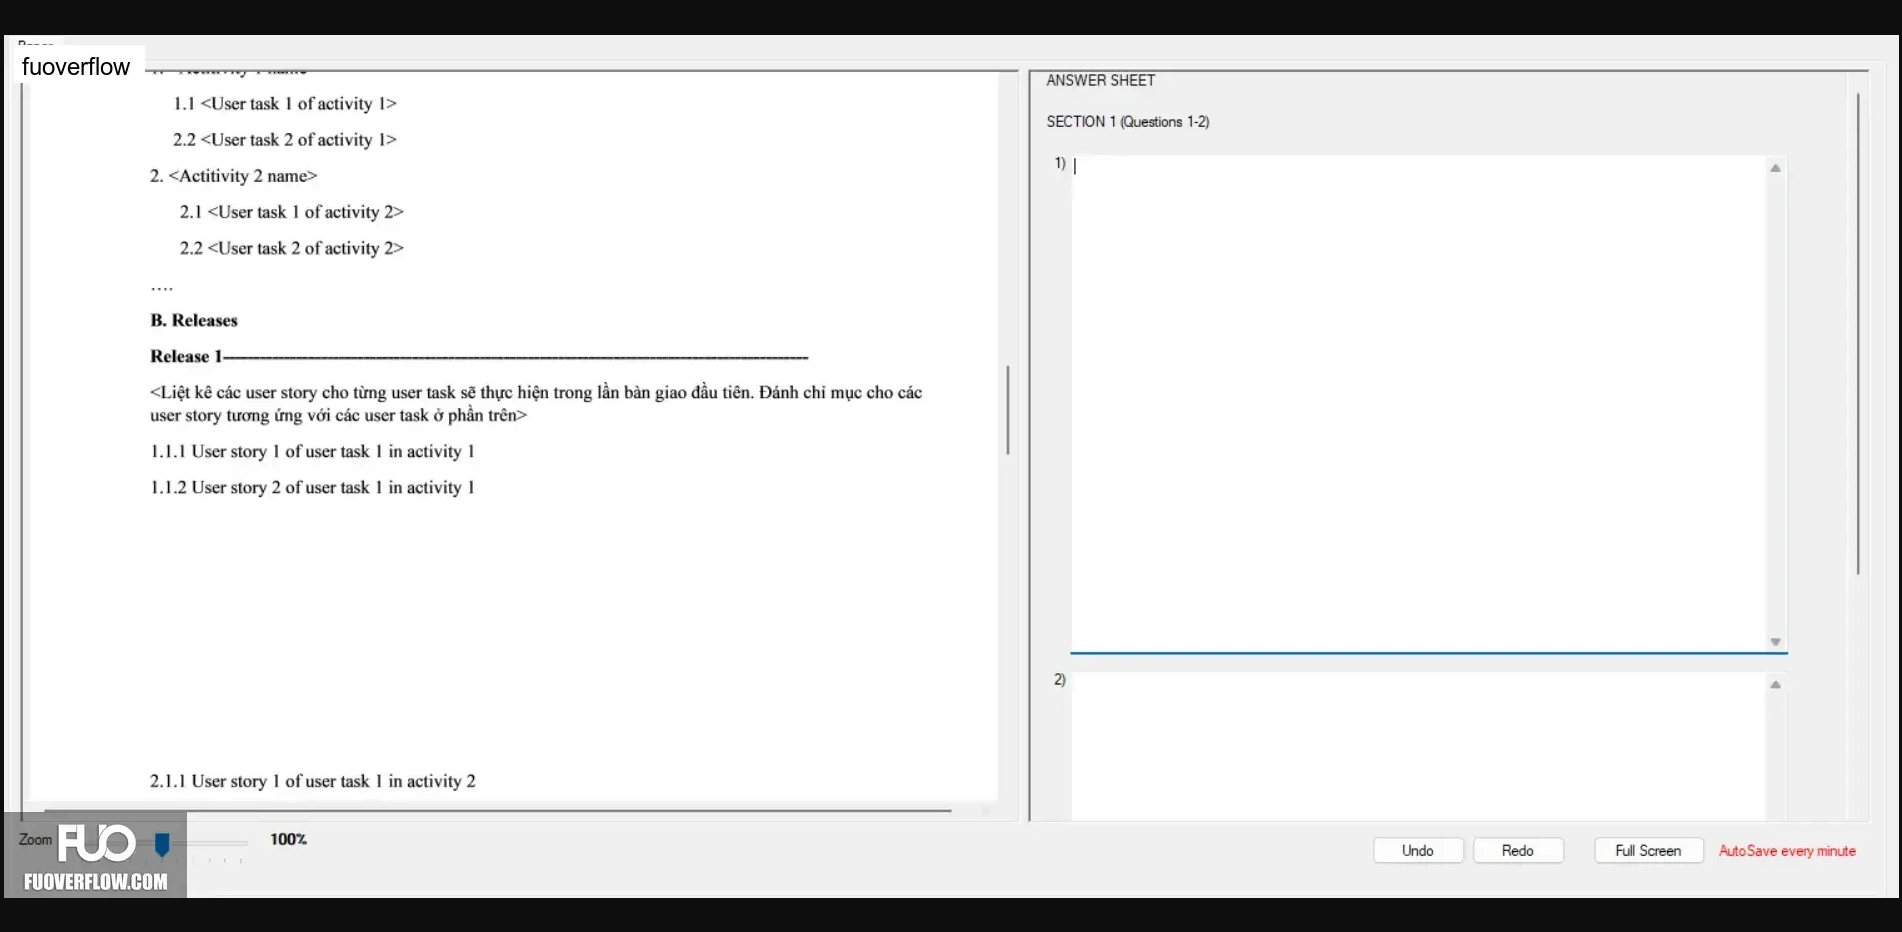 fuoverflow
1.1 <User task 1 of activity 1>
2.2 <User task 2 of activity 1>
2. <Actitivity 2 name>
2.1 <User task 1 of activity 2>
2.2 <User task 2 of activity 2>
....
B. Releases
Release 1
<Liệt kê các user story cho từng user task sẽ thực hiện trong lần bàn giao đầu tiên. Đánh chỉ mục cho các
user story tương ứng với các user task ở phần trên>
1.1.1 User story 1 of user task 1 in activity 1
1.1.2 User story 2 of user task 1 in activity 1
2.1.1 User story 1 of user task 1 in activity 2
Zoom
100%
FUO
FUOVERFLOW.COM
ANSWER SHEET
SECTION 1 (Questions 1-2)
1)
2)
Undo
Redo
Full Screen
AutoSave every minute